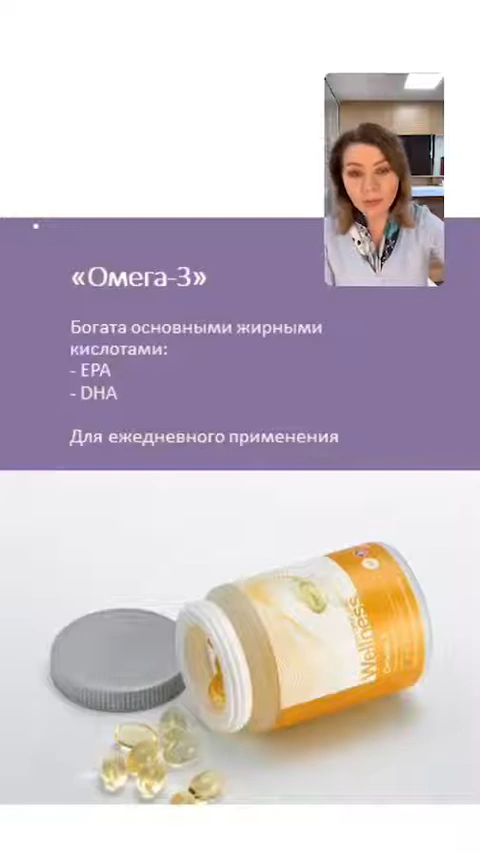 «Омега-3»
Богата основными жирными
кислотами:
- EPA
- DHA
Для ежедневного применения
Wellness